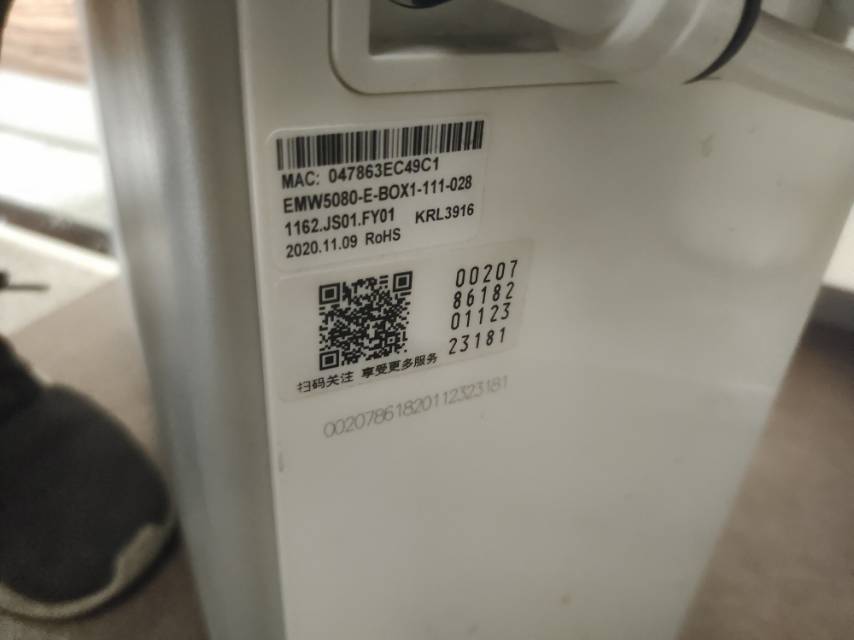 MAC: 047863EC49C1
EMW5080-E-BOX1-111-028
1162.JS01.FY01 KRL3916
2020.11.09 RoHS
00207
86182
01123
23181
扫码关注 享受更多服务
00207861820112323181